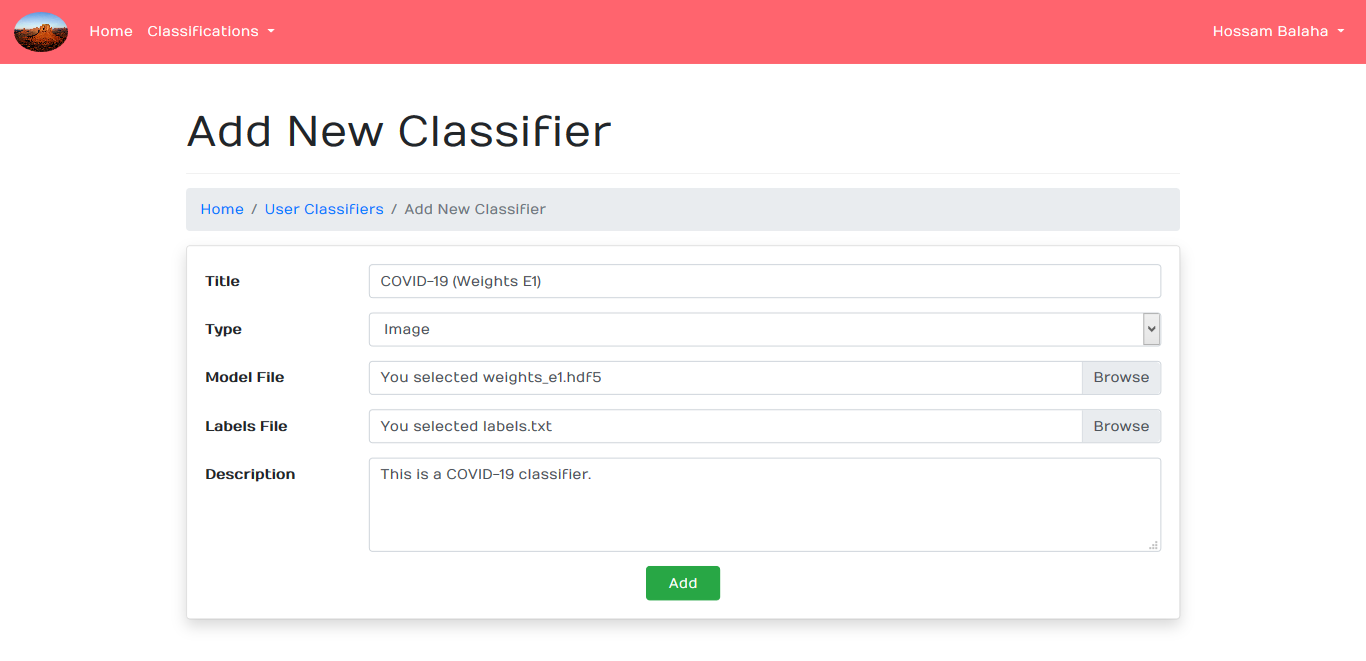 Home Classifications Hossam Balaha
Add New Classifier
Home / User Classifiers / Add New Classifier
Title COVID-19 (Weights E1)
Type Image
Model File You selected weights_e1.hdf5 Browse
Labels File You selected labels.txt Browse
Description This is a COVID-19 classifier.
Add